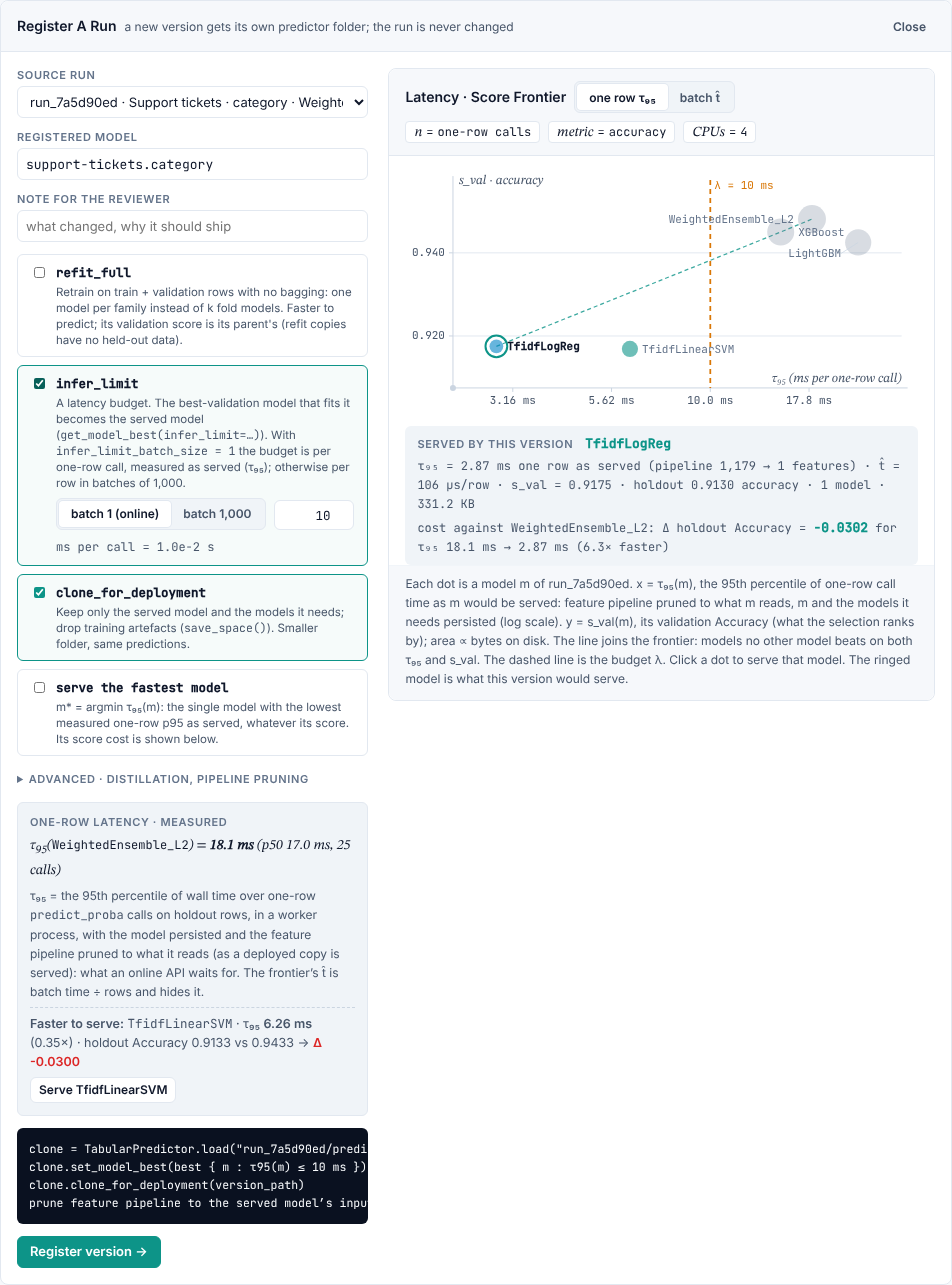 Register A Run a new version gets its own predictor folder; the run is never changed
Close
SOURCE RUN
run_7a5d90ed · Support tickets · category · Weighte
REGISTERED MODEL
support-tickets.category
NOTE FOR THE REVIEWER
what changed, why it should ship
refit_full
Retrain on train + validation rows with no bagging: one
model per family instead of k fold models. Faster to
predict; its validation score is its parent's (refit copies
have no held-out data).
infer_limit
A latency budget. The best-validation model that fits it
becomes the served model
(get_model_best(infer_limit=…)). With
infer_limit_batch_size = 1 the budget is per
one-row call, measured as served (τ₉₅); otherwise per
row in batches of 1,000.
batch 1 (online) batch 1,000 10
ms per call = 1.0e-2 s
clone_for_deployment
Keep only the served model and the models it needs;
drop training artefacts (save_space()). Smaller
folder, same predictions.
serve the fastest model
m* = argmin τ₉₅(m): the single model with the lowest
measured one-row p95 as served, whatever its score.
Its score cost is shown below.
ADVANCED · DISTILLATION, PIPELINE PRUNING
ONE-ROW LATENCY · MEASURED
τ₉₅(WeightedEnsemble_L2) = 18.1 ms (p50 17.0 ms, 25
calls)
τ₉₅ = the 95th percentile of wall time over one-row
predict_proba calls on holdout rows, in a worker
process, with the model persisted and the feature
pipeline pruned to what it reads (as a deployed copy is
served): what an online API waits for. The frontier’s t̂ is
batch time ÷ rows and hides it.
Faster to serve: TfidfLinearSVM · τ₉₅ 6.26 ms
(0.35×) · holdout Accuracy 0.9133 vs 0.9433 → Δ
-0.0300
Serve TfidfLinearSVM
clone = TabularPredictor.load("run_7a5d90ed/predi
clone.set_model_best(best { m : τ95(m) ≤ 10 ms })
clone.clone_for_deployment(version_path)
prune feature pipeline to the served model’s input
Register version →
Latency · Score Frontier one row τ₉₅ batch t̂
n = one-row calls metric = accuracy CPUs = 4
s_val · accuracy
λ = 10 ms
WeightedEnsemble_L2
XGBoost
LightGBM
0.940
0.920
TfidfLogReg
TfidfLinearSVM
τ₉₅ (ms per one-row call)
3.16 ms 5.62 ms 10.0 ms 17.8 ms
SERVED BY THIS VERSION TfidfLogReg
τ₉₅ = 2.87 ms one row as served (pipeline 1,179 → 1 features) · t̂ =
106 µs/row · s_val = 0.9175 · holdout 0.9130 accuracy · 1 model ·
331.2 KB
cost against WeightedEnsemble_L2: Δ holdout Accuracy = -0.0302 for
τ₉₅ 18.1 ms → 2.87 ms (6.3× faster)
Each dot is a model m of run_7a5d90ed. x = τ₉₅(m), the 95th percentile of one-row call
time as m would be served: feature pipeline pruned to what m reads, m and the models it
needs persisted (log scale). y = s_val(m), its validation Accuracy (what the selection ranks
by); area ∝ bytes on disk. The line joins the frontier: models no other model beats on both
τ₉₅ and s_val. The dashed line is the budget λ. Click a dot to serve that model. The ringed
model is what this version would serve.